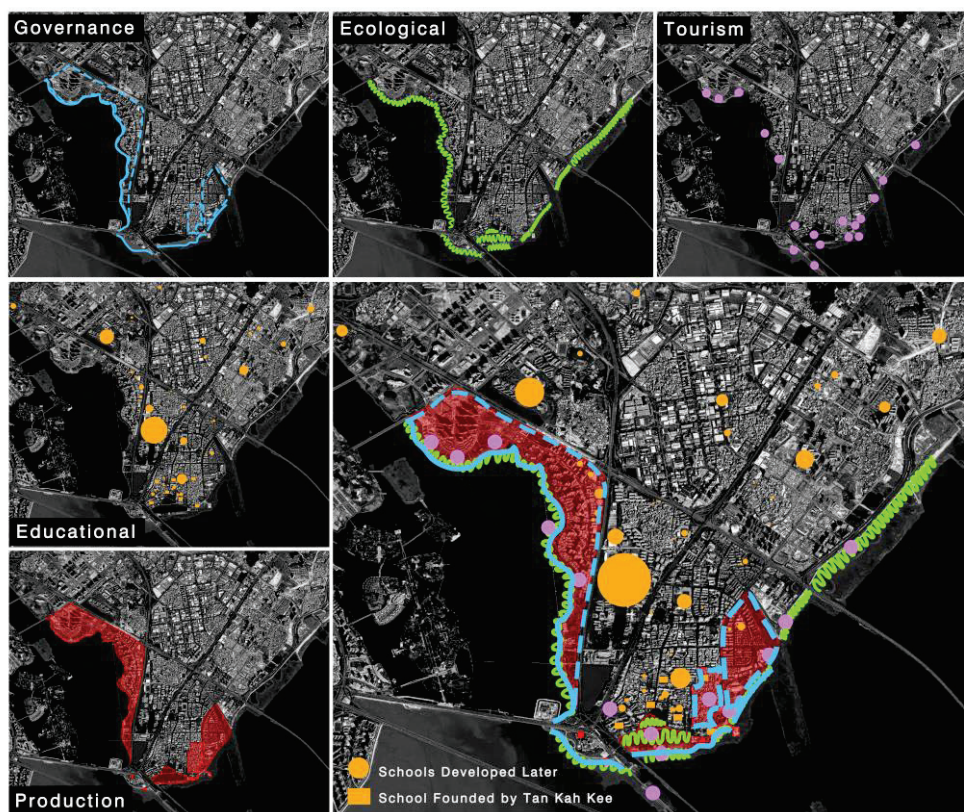 Governance
Ecological
Tourism
Educational
Production
Schools Developed Later
School Founded by Tan Kah Kee